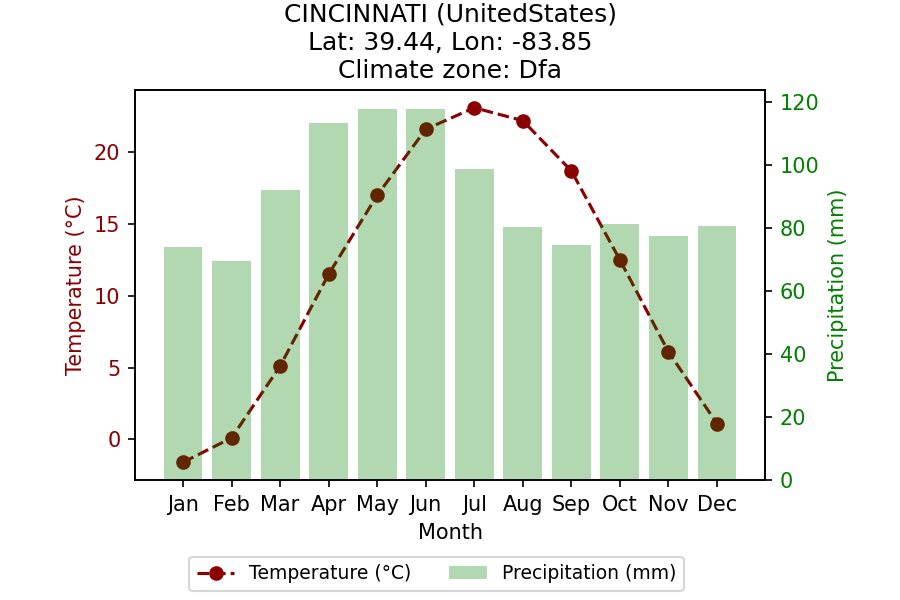 CINCINNATI (UnitedStates)
Lat: 39.44, Lon: -83.85
Climate zone: Dfa
Temperature (°C)
20
15
10
5
0
120
100
80
60
40
20
0
Precipitation (mm)
Jan Feb Mar Apr May Jun Jul Aug Sep Oct Nov Dec
Month
Temperature (°C) Precipitation (mm)